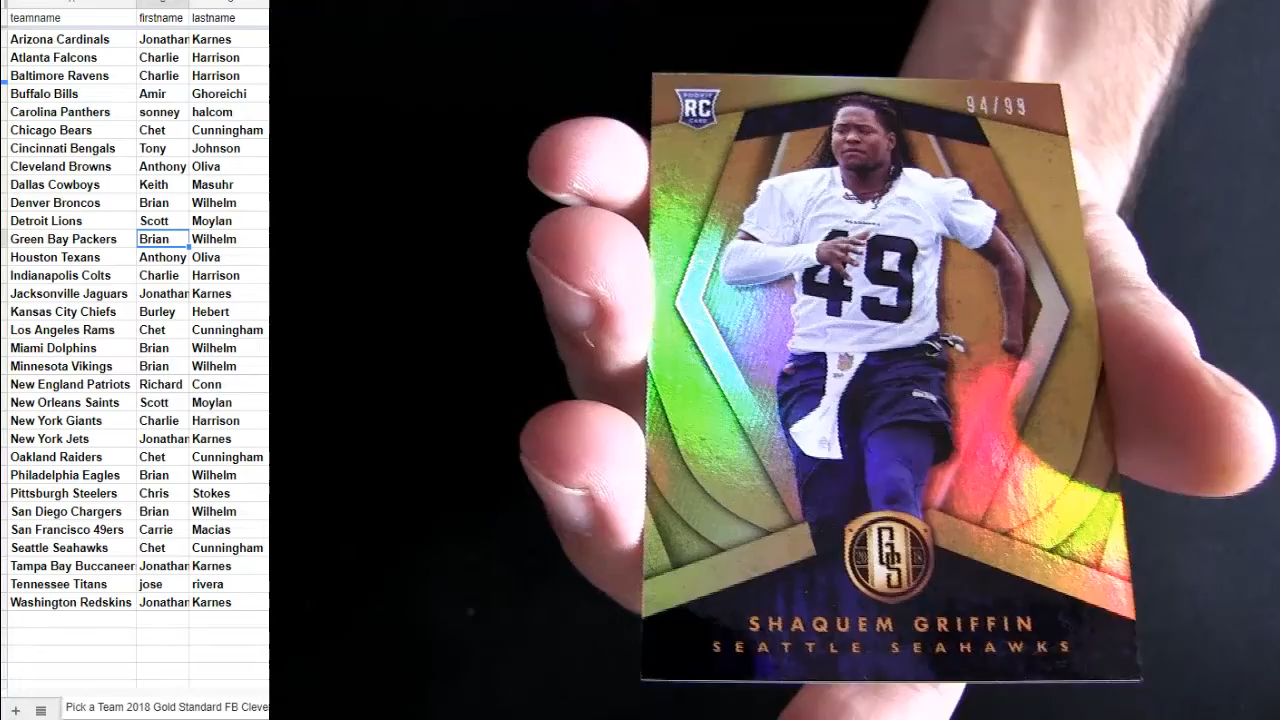 teamname firstname lastname
Arizona Cardinals Jonathan Karnes
Atlanta Falcons Charlie Harrison
Baltimore Ravens Charlie Harrison
Buffalo Bills Amir Ghoreichi
Carolina Panthers sonney halcom
Chicago Bears Chet Cunningham
Cincinnati Bengals Tony Johnson
Cleveland Browns Anthony Oliva
Dallas Cowboys Keith Masuhr
Denver Broncos Brian Wilhelm
Detroit Lions Scott Moylan
Green Bay Packers Brian Wilhelm
Houston Texans Anthony Oliva
Indianapolis Colts Charlie Harrison
Jacksonville Jaguars Jonathan Karnes
Kansas City Chiefs Burley Hebert
Los Angeles Rams Chet Cunningham
Miami Dolphins Brian Wilhelm
Minnesota Vikings Brian Wilhelm
New England Patriots Richard Conn
New Orleans Saints Scott Moylan
New York Giants Charlie Harrison
New York Jets Jonathan Karnes
Oakland Raiders Chet Cunningham
Philadelphia Eagles Brian Wilhelm
Pittsburgh Steelers Chris Stokes
San Diego Chargers Brian Wilhelm
San Francisco 49ers Carrie Macias
Seattle Seahawks Chet Cunningham
Tampa Bay Buccaneer Jonathan Karnes
Tennessee Titans jose rivera
Washington Redskins Jonathan Karnes
Pick a Team 2018 Gold Standard FB Cleve
ROOKIE
RC
CARD
94/99
49
GS
SHAQUEM GRIFFIN
SEATTLE SEAHAWKS